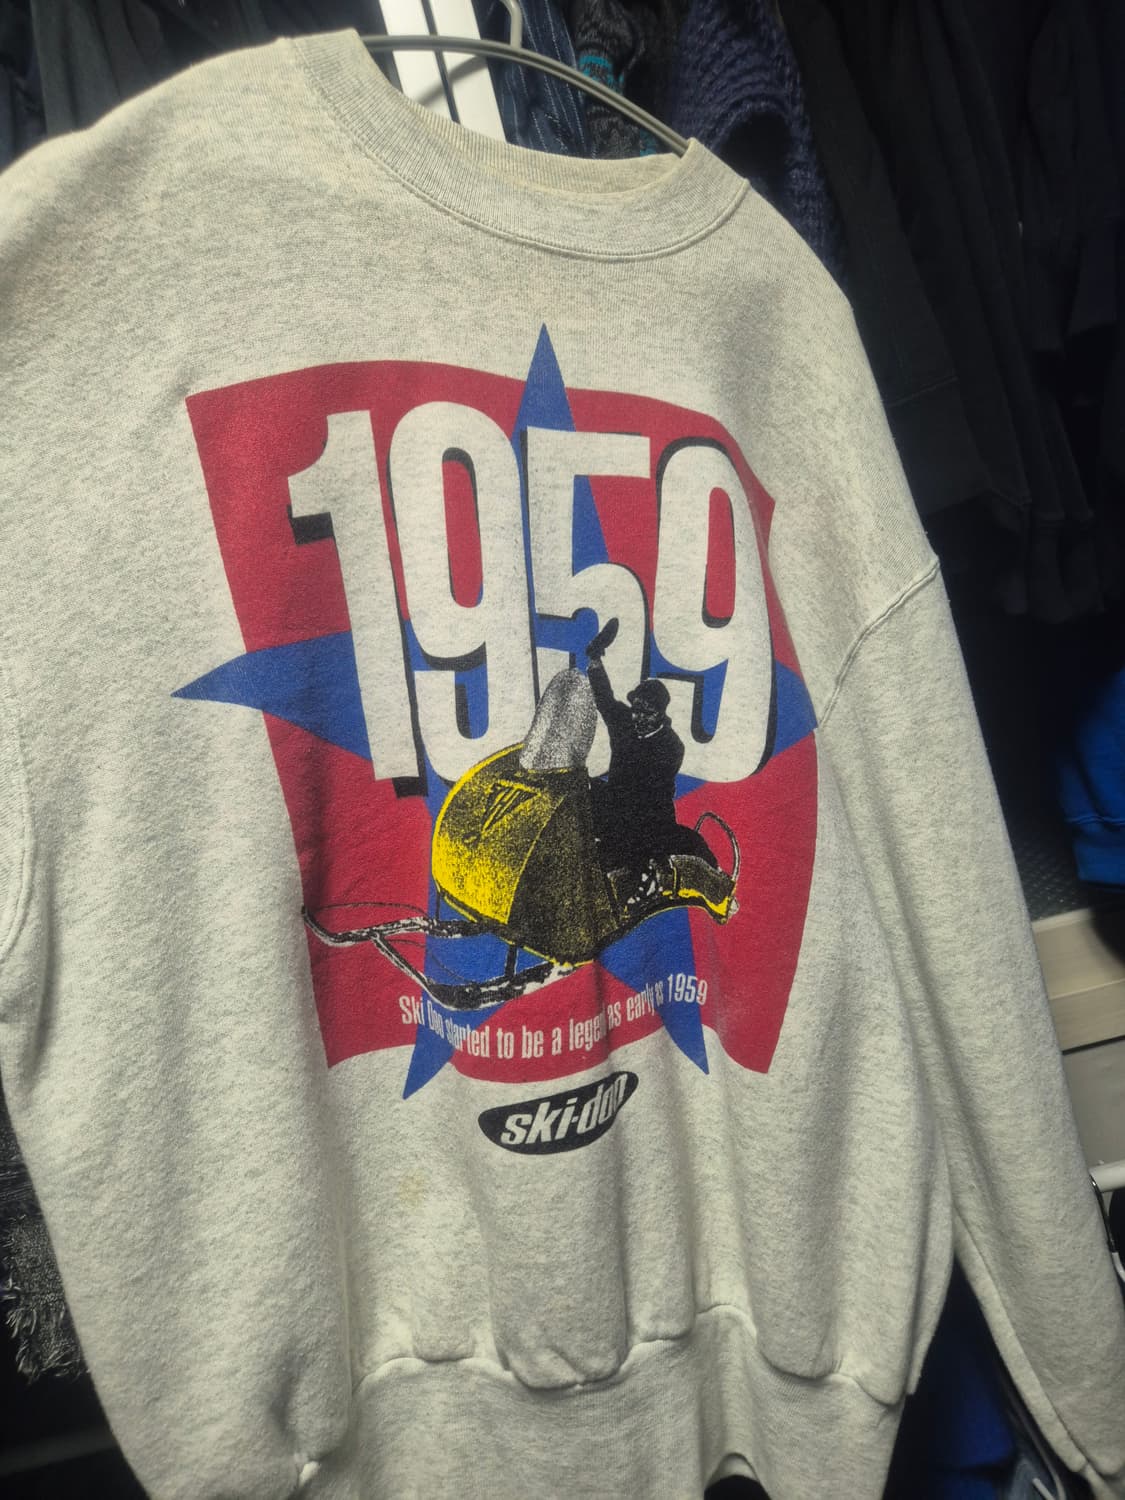 1959
Ski Doo started to be a legend as early as 1959
ski-doo